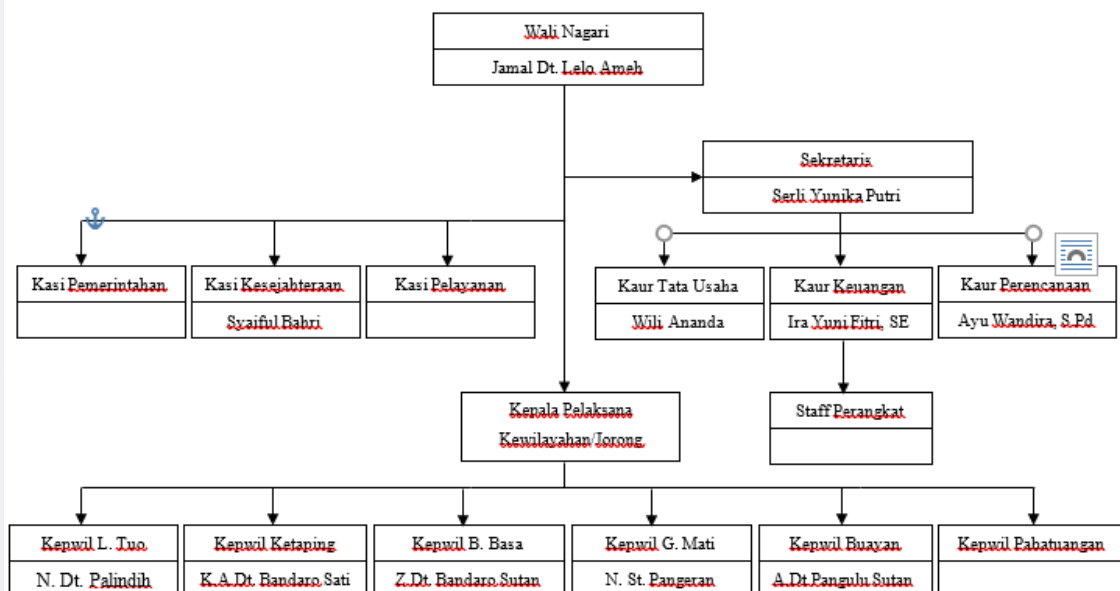 Wali Nagari
Jamal Dt. Lelo Ameh
Sekretaris
Serli Yunika Putri
Kasi Pemerintahan
Kasi Kesejahteraan
Syaiful Bahri
Kasi Pelayanan
Kaur Tata Usaha
Wili Ananda
Kaur Keuangan
Ira Yuni Fitri, SE
Kaur Perencanaan
Ayu Wandira, S.Pd
Kepala Pelaksana
Kewilayahan/Jorong
Staff Perangkat
Kepwil L. Tuo
N. Dt. Palindih
Kepwil Ketaping
K.A.Dt. Bandaro Sati
Kepwil B. Basa
Z.Dt. Bandaro Sutan
Kepwil G. Mati
N. St. Pangeran
Kepwil Buayan
A.Dt.Pangulu Sutan
Kepwil Pabatuangan